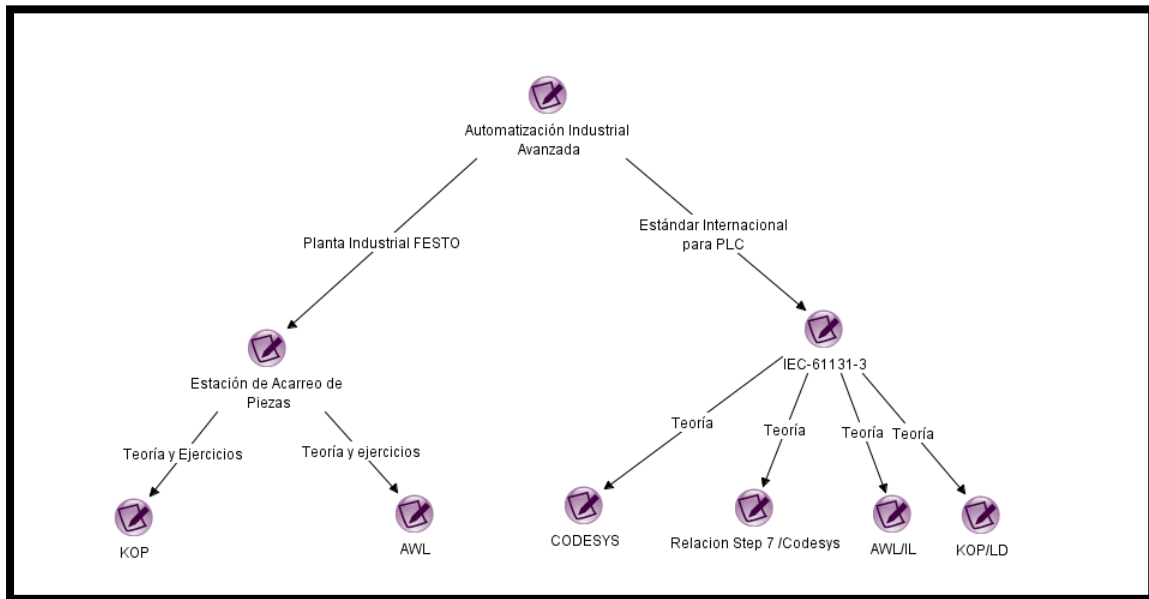 Automatización Industrial
Avanzada
Planta Industrial FESTO
Estándar Internacional
para PLC
Estación de Acarreo de
Piezas
IEC-61131-3
Teoría y Ejercicios
Teoría y ejercicios
Teoría
Teoría
Teoría
Teoría
KOP
AWL
CODESYS
Relacion Step 7 /Codesys
AWL/IL
KOP/LD